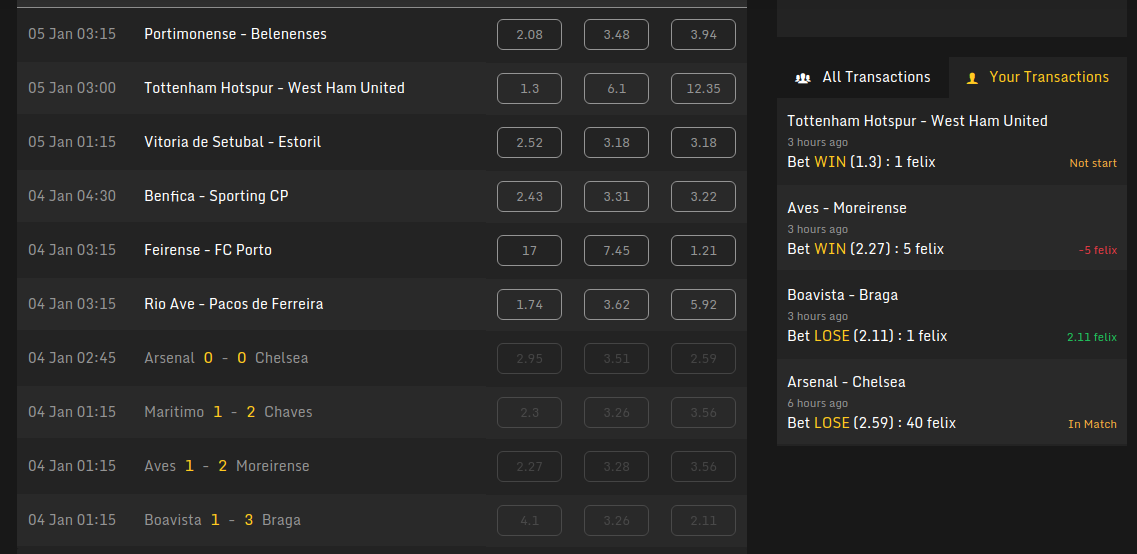 05 Jan 03:15 Portimonense - Belenenses 2.08 3.48 3.94
05 Jan 03:00 Tottenham Hotspur - West Ham United 1.3 6.1 12.35
05 Jan 01:15 Vitoria de Setubal - Estoril 2.52 3.18 3.18
04 Jan 04:30 Benfica - Sporting CP 2.43 3.31 3.22
04 Jan 03:15 Feirense - FC Porto 17 7.45 1.21
04 Jan 03:15 Rio Ave - Pacos de Ferreira 1.74 3.62 5.92
04 Jan 02:45 Arsenal 0 - 0 Chelsea 2.95 3.51 2.59
04 Jan 01:15 Maritimo 1 - 2 Chaves 2.3 3.26 3.56
04 Jan 01:15 Aves 1 - 2 Moreirense 2.27 3.28 3.56
04 Jan 01:15 Boavista 1 - 3 Braga 4.1 3.26 2.11
All Transactions Your Transactions
Tottenham Hotspur - West Ham United
3 hours ago
Bet WIN (1.3) : 1 felix Not start
Aves - Moreirense
3 hours ago
Bet WIN (2.27) : 5 felix -5 felix
Boavista - Braga
3 hours ago
Bet LOSE (2.11) : 1 felix 2.11 felix
Arsenal - Chelsea
6 hours ago
Bet LOSE (2.59) : 40 felix In Match